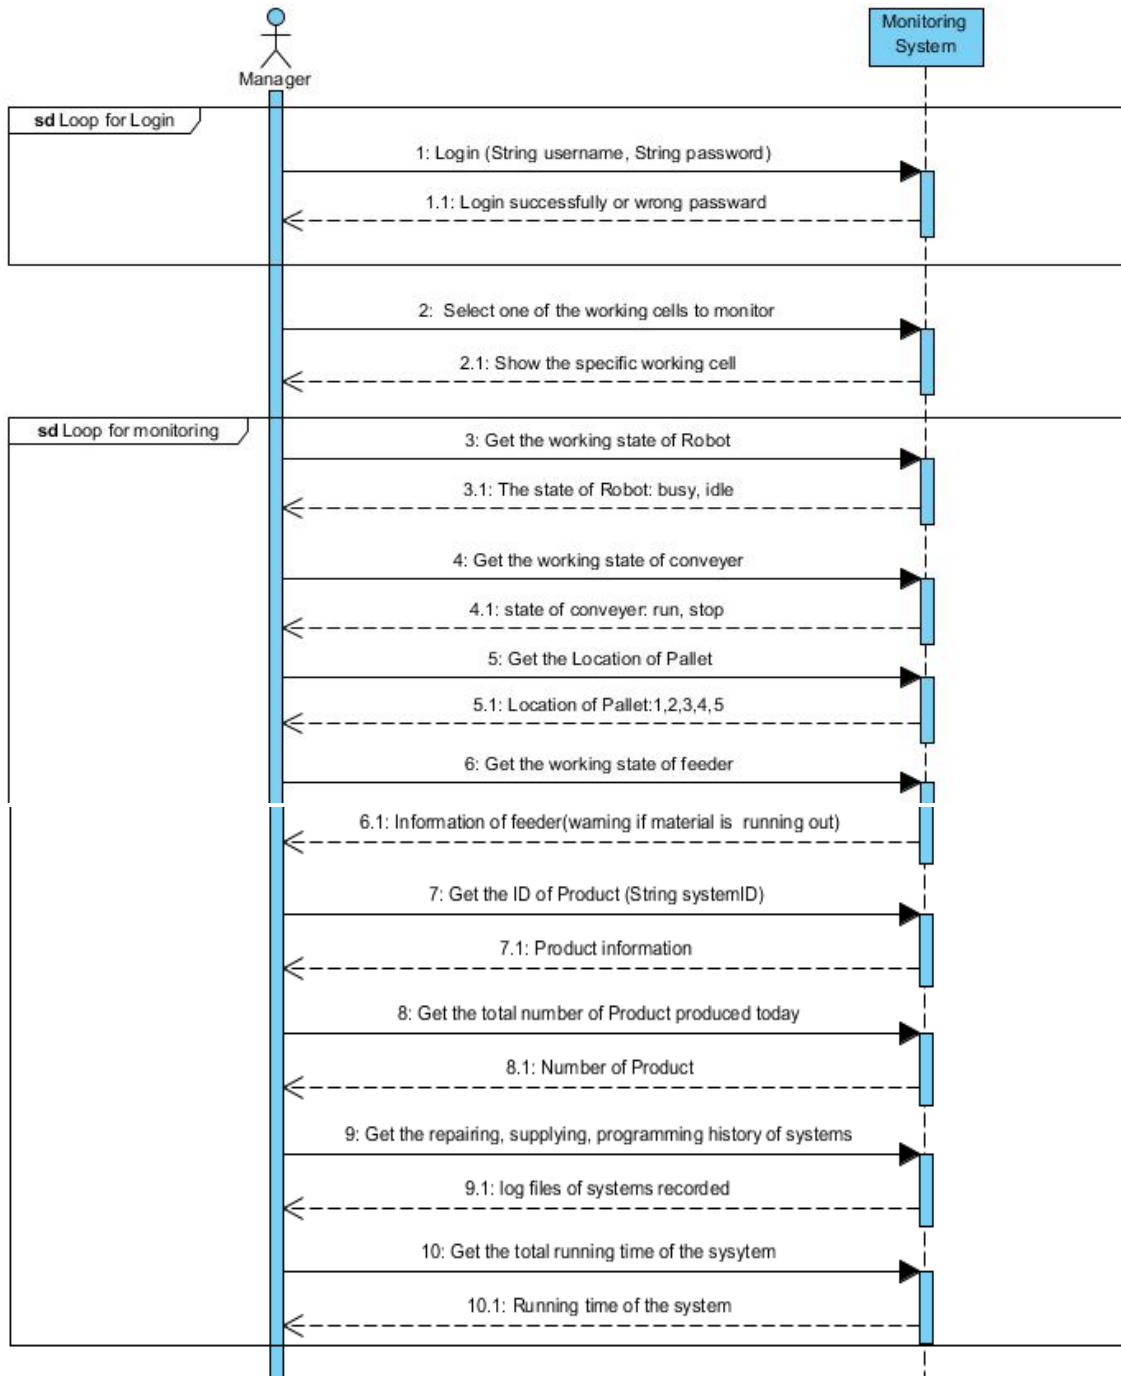 Manager
Monitoring
System
sd Loop for Login
1: Login (String username, String password)
1.1: Login successfully or wrong passward
2: Select one of the working cells to monitor
2.1: Show the specific working cell
sd Loop for monitoring
3: Get the working state of Robot
3.1: The state of Robot: busy, idle
4: Get the working state of conveyer
4.1: state of conveyer: run, stop
5: Get the Location of Pallet
5.1: Location of Pallet:1,2,3,4,5
6: Get the working state of feeder
6.1: Information of feeder(warning if material is running out)
7: Get the ID of Product (String systemID)
7.1: Product information
8: Get the total number of Product produced today
8.1: Number of Product
9: Get the repairing, supplying, programming history of systems
9.1: log files of systems recorded
10: Get the total running time of the sysytem
10.1: Running time of the system